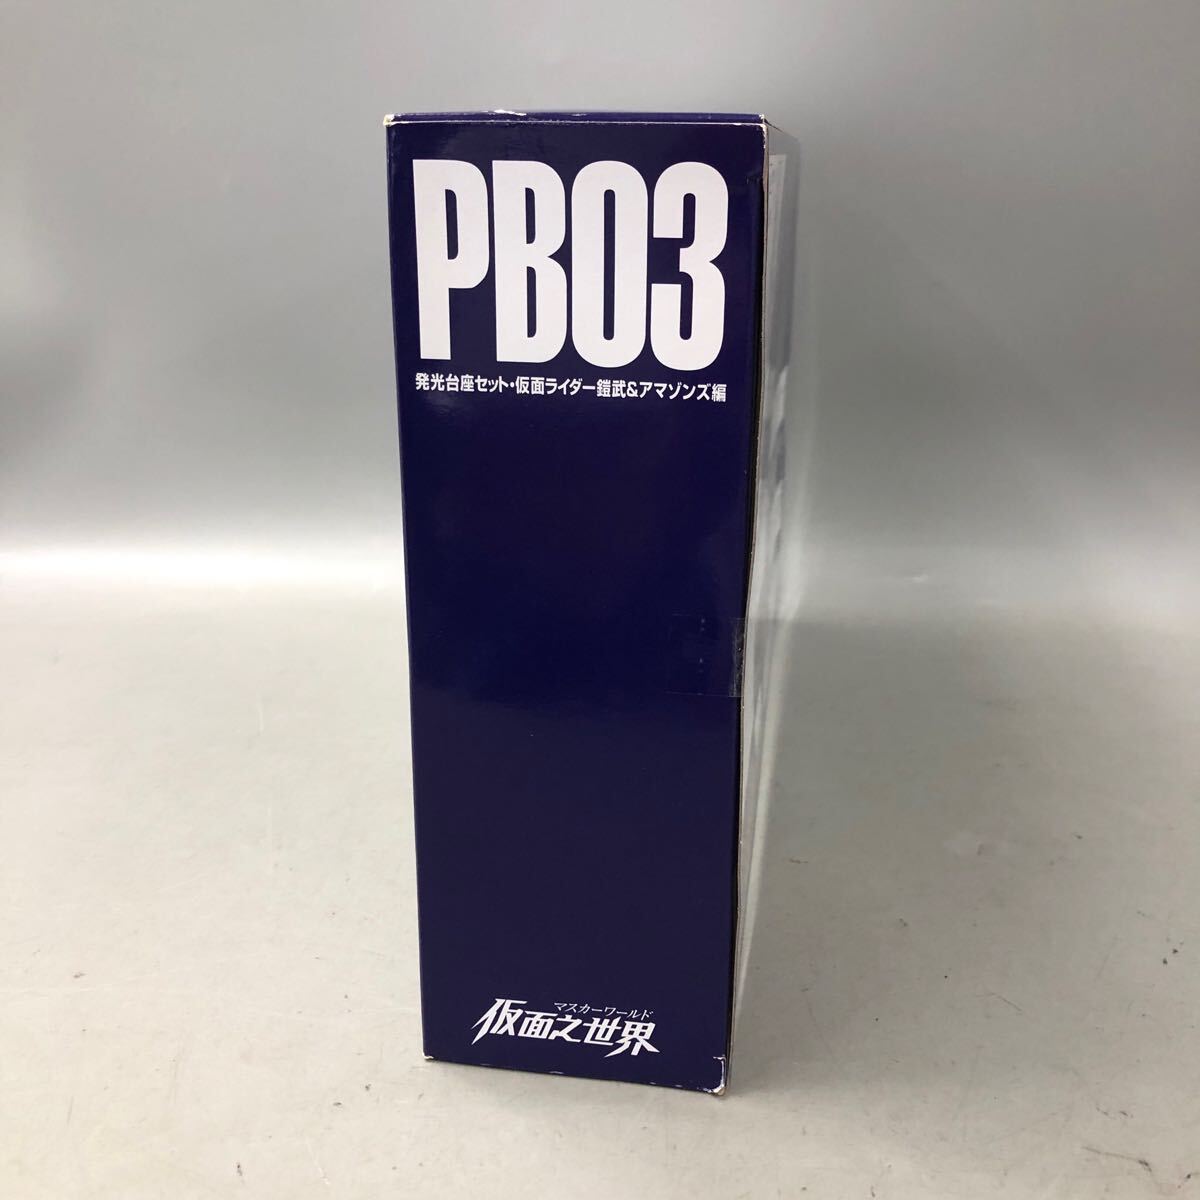 PB03
発光台座セット・仮面ライダー鎧武&アマゾンズ編
マスカーワールド
仮面之世界